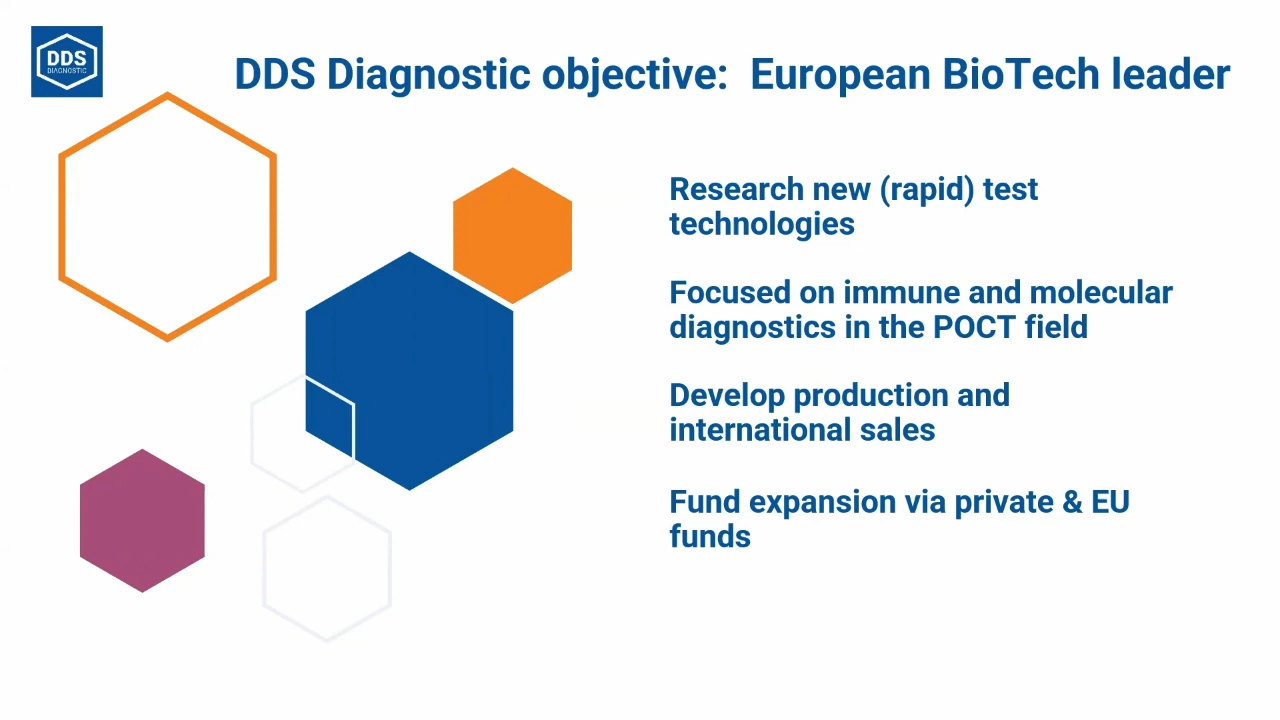 DDS
DIAGNOSTIC
DDS Diagnostic objective: European BioTech leader
Research new (rapid) test
technologies
Focused on immune and molecular
diagnostics in the POCT field
Develop production and
international sales
Fund expansion via private & EU
funds